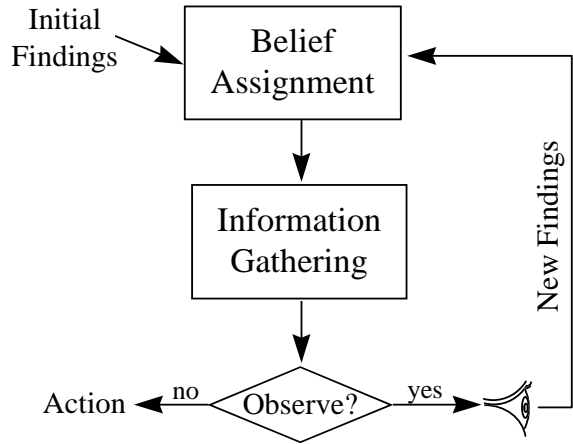 Initial
Findings
Belief
Assignment
Information
Gathering
New Findings
Action
no
Observe?
yes